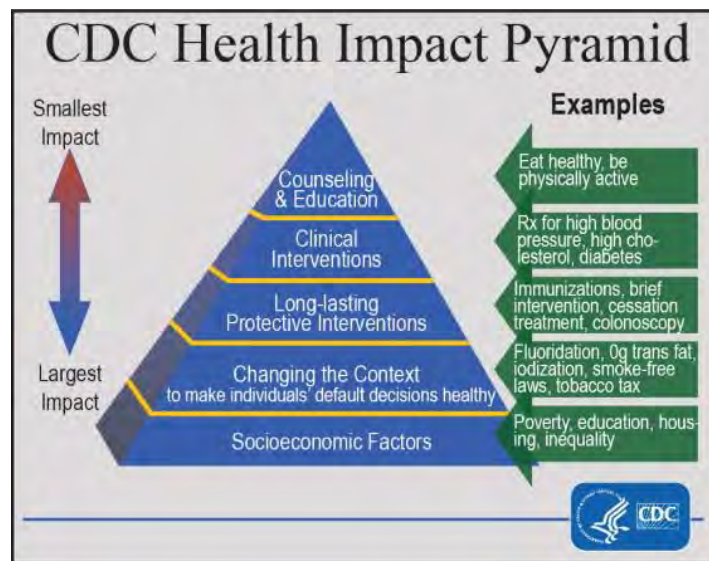 CDC Health Impact Pyramid
Smallest
Impact
Largest
Impact
Counseling
& Education
Clinical
Interventions
Long-lasting
Protective Interventions
Changing the Context
to make individuals' default decisions healthy
Socioeconomic Factors
Examples
Eat healthy, be
physically active
Rx for high blood
pressure, high cho-
lesterol, diabetes
Immunizations, brief
intervention, cessation
treatment, colonoscopy
Fluoridation, 0g trans fat,
iodization, smoke-free
laws, tobacco tax
Poverty, education, hous-
ing, inequality
CDC